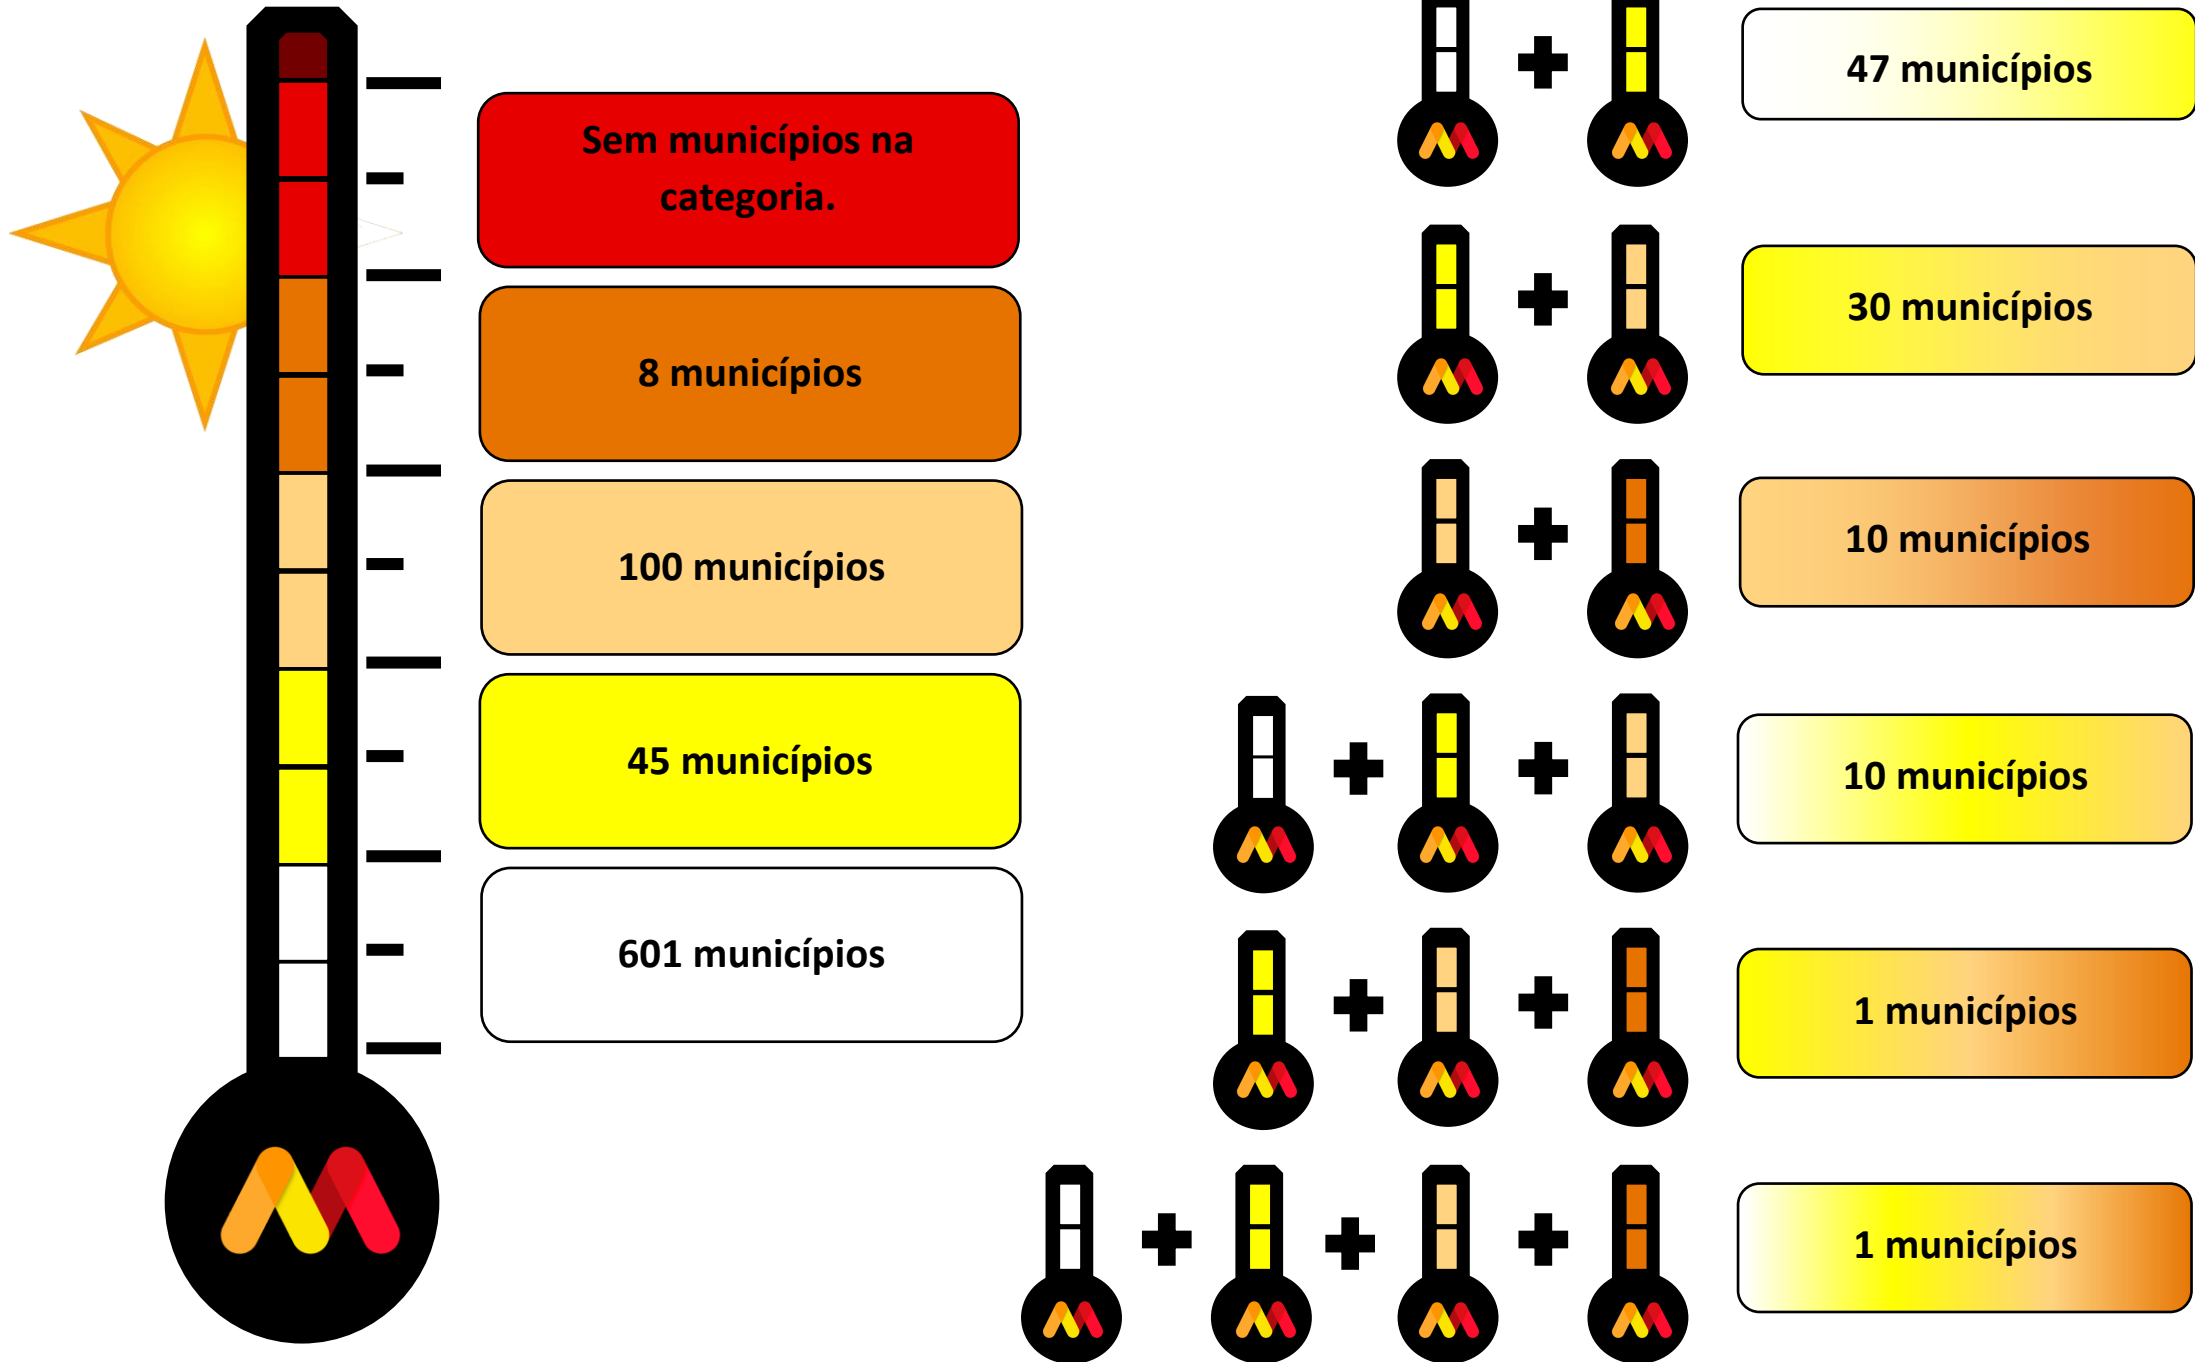 Sem municípios na
categoria.
8 municípios
100 municípios
45 municípios
601 municípios
47 municípios
30 municípios
10 municípios
10 municípios
1 municípios
1 municípios